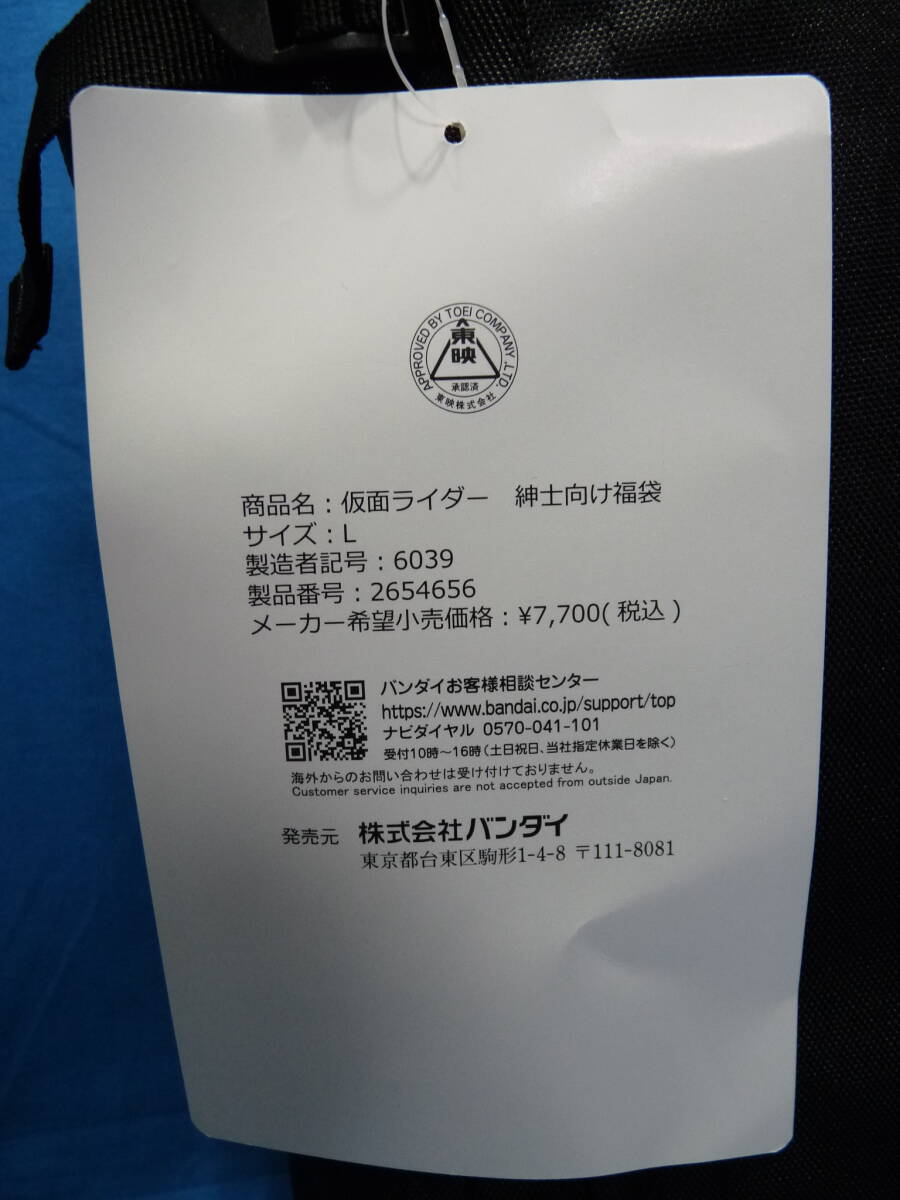 APPROVED BY TOEI COMPANY,LTD.
東映
承認済
東映株式会社
商品名：仮面ライダー　紳士向け福袋
サイズ：L
製造者記号：6039
製品番号：2654656
メーカー希望小売価格：¥7,700(税込)
バンダイお客様相談センター
https://www.bandai.co.jp/support/top
ナビダイヤル 0570-041-101
受付10時～16時(土日祝日、当社指定休業日を除く)
海外からのお問い合わせは受け付けておりません。
Customer service inquiries are not accepted from outside Japan.
発売元　株式会社バンダイ
東京都台東区駒形1-4-8 〒111-8081